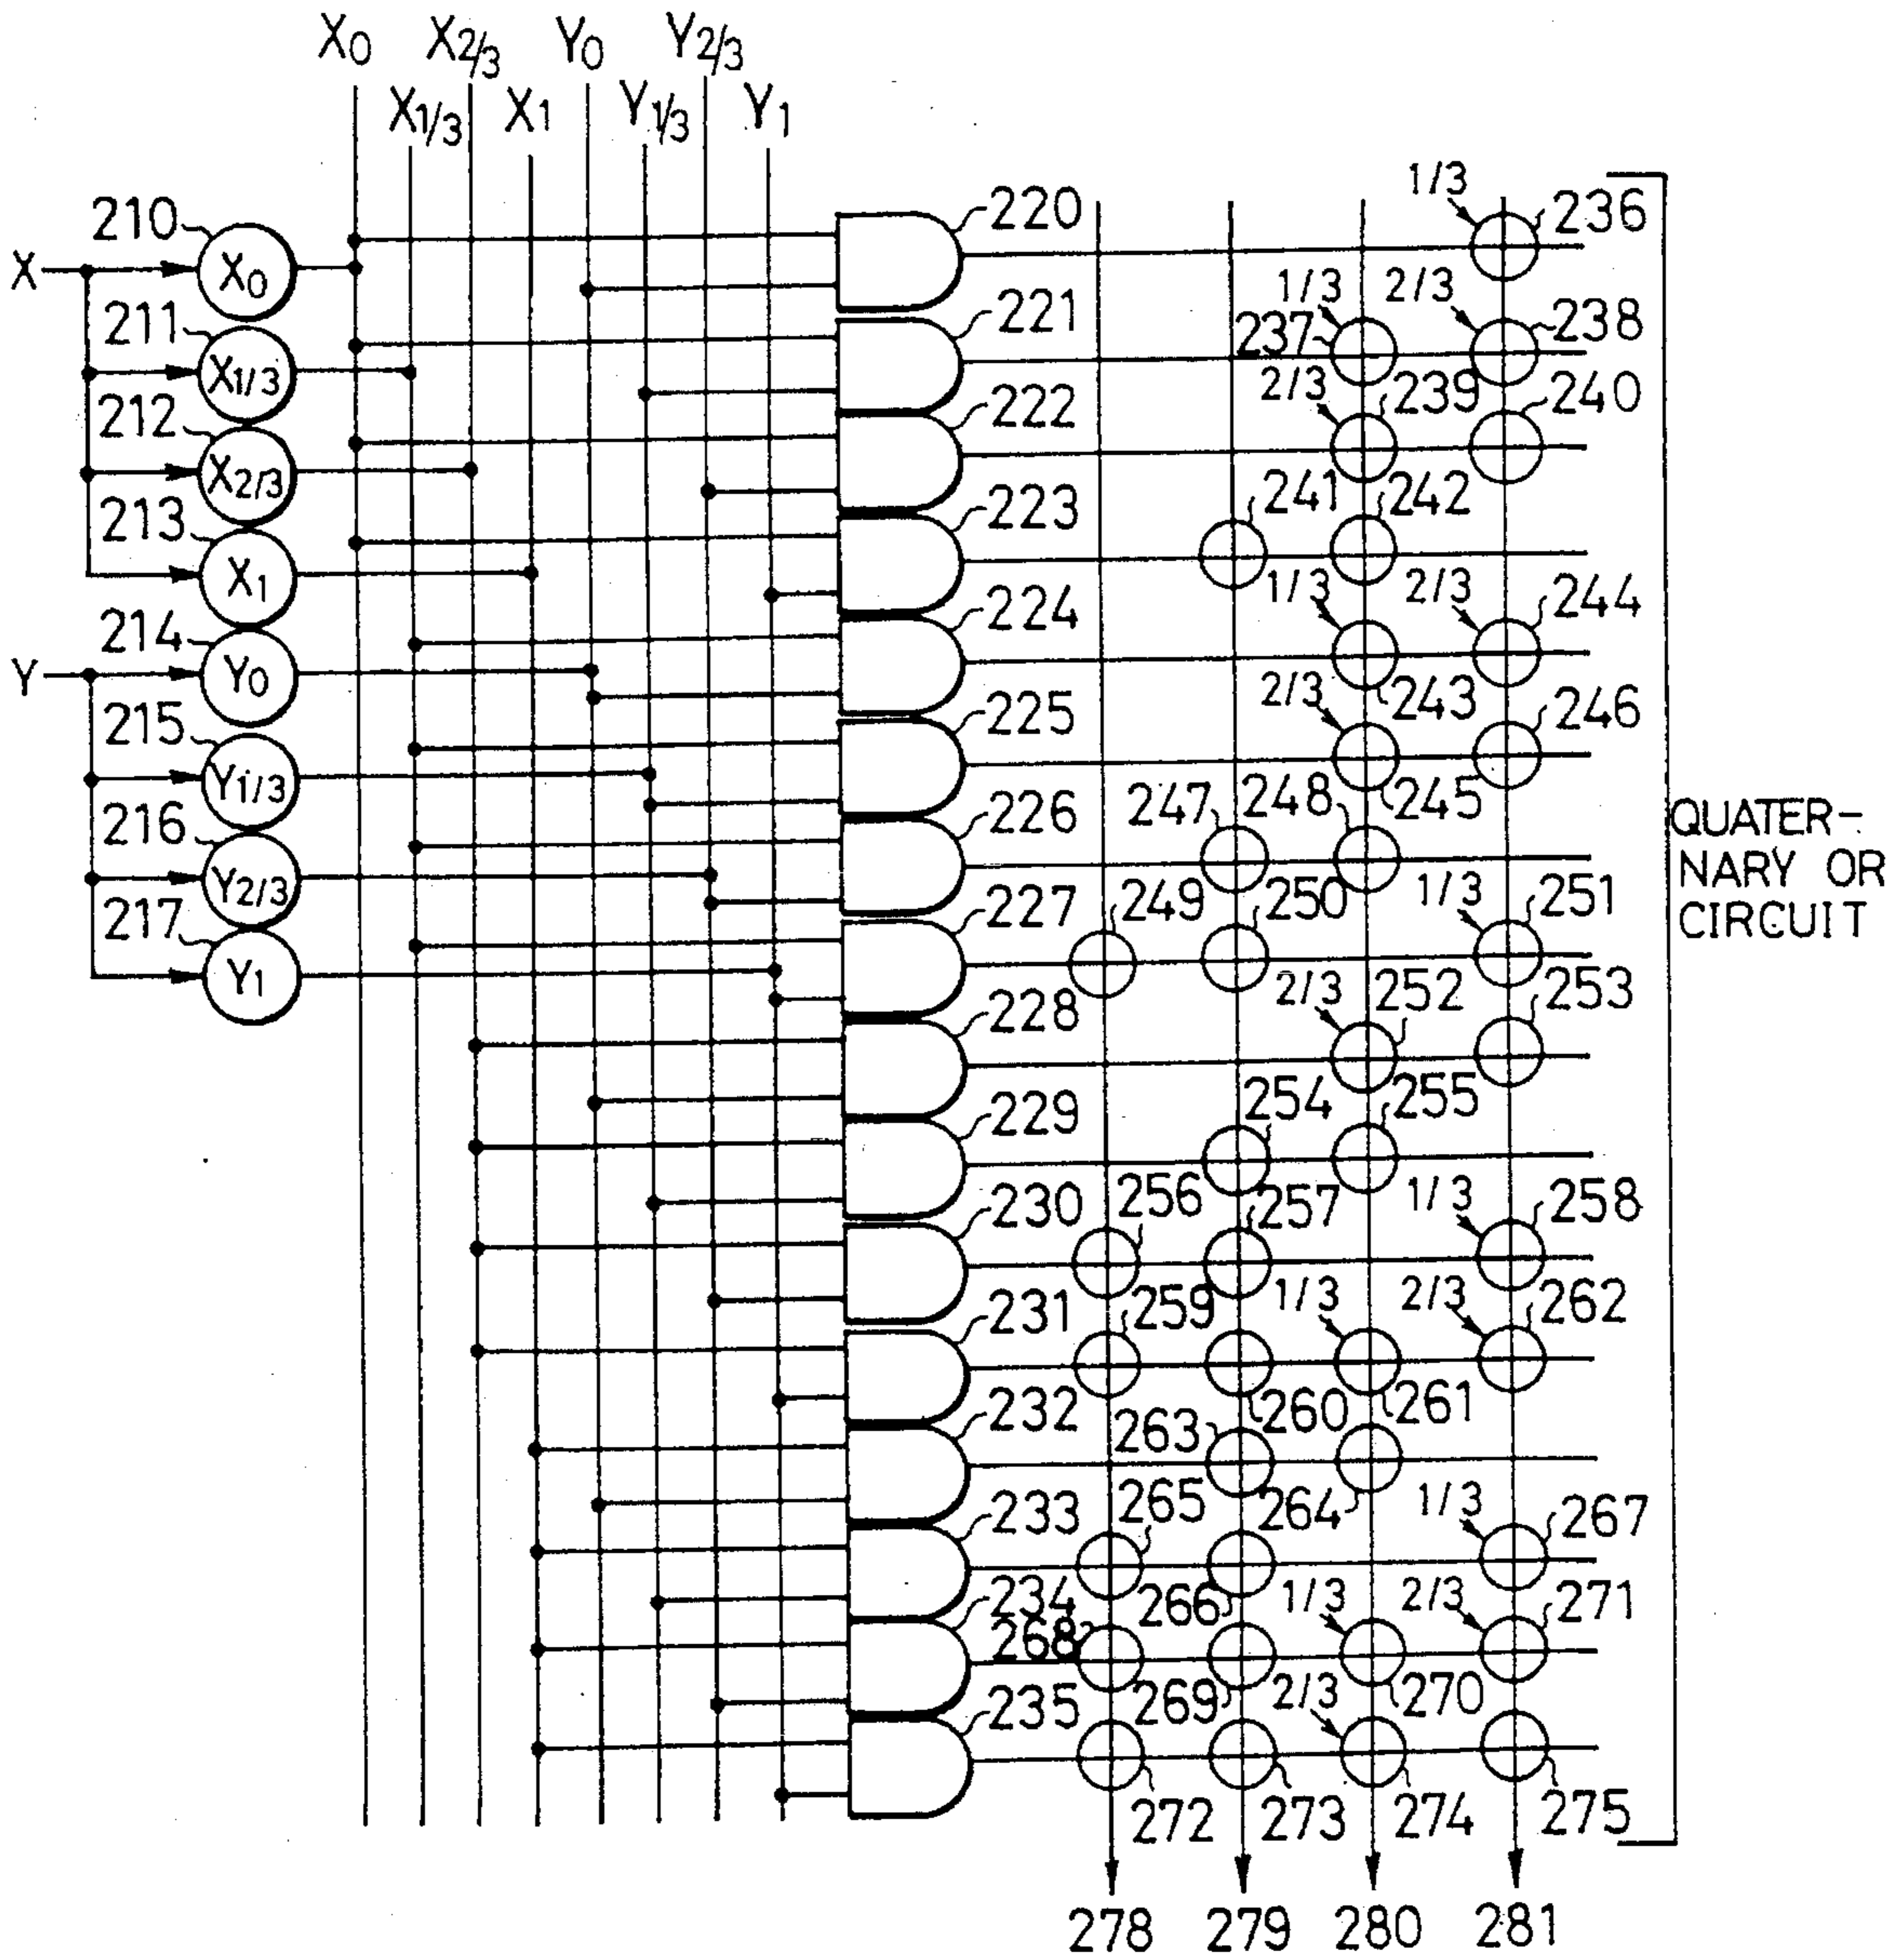 X0 X2/3 Y0 Y2/3
X1/3 X1 Y1/3 Y1
1/3
210 220 236
X X0
1/3 2/3
211 221 237 238
X1/3
2/3
212 222 239 240
X2/3
213 223 241 242
X1
1/3 2/3
214 224 244
Y Y0
2/3 243
215 225 246
Y1/3
247 248 245
216 226
QUATER-
NARY OR
CIRCUIT
Y2/3
1/3
217 227 249 250 251
Y1
2/3
228 252 253
229 254 255
1/3
230 256 257 258
1/3 2/3
231 259 262
232 260 261
263
1/3
233 265 264 267
1/3 2/3
234 266 271
268
2/3
235 269 270
272 273 274 275
278 279 280 281